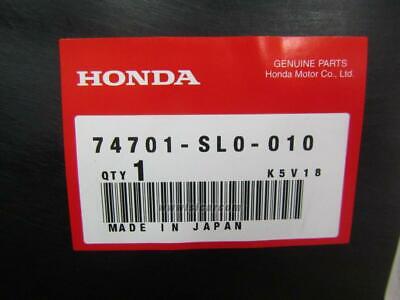 HONDA
GENUINE PARTS
Honda Motor Co., Ltd.
74701-SL0-010
QTY 1
K5V18
MADE IN JAPAN